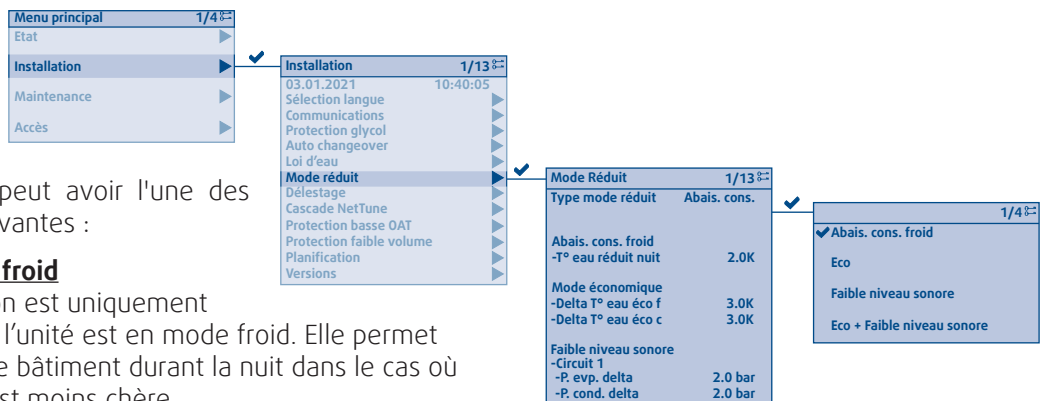 Menu principal 1/4
Etat
Installation
Maintenance
Accès
Installation 1/13
03.01.2021 10:40:05
Sélection langue
Communications
Protection glycol
Auto changeover
Loi d'eau
Mode réduit
Délestage
Cascade NetTune
Protection basse OAT
Protection faible volume
Planification
Versions
Mode Réduit 1/13
Type mode réduit Abais. cons.
Abais. cons. froid
-T° eau réduit nuit 2.0K
Mode économique
-Delta T° eau éco f 3.0K
-Delta T° eau éco c 3.0K
Faible niveau sonore
-Circuit 1
-P. evp. delta 2.0 bar
-P. cond. delta 2.0 bar
1/4
Abais. cons. froid
Eco
Faible niveau sonore
Eco + Faible niveau sonore
peut avoir l'une des
vantes :
froid
on est uniquement
l'unité est en mode froid. Elle permet
e bâtiment durant la nuit dans le cas où
st moins chère